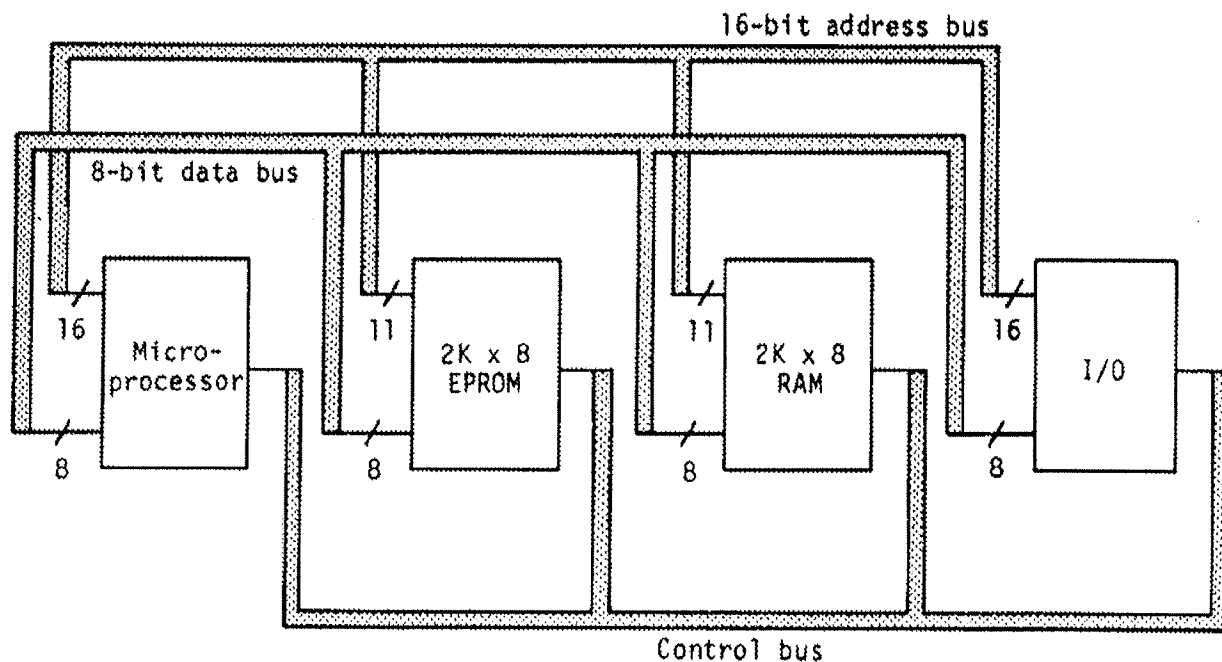 16-bit address bus
8-bit data bus
16
11
11
16
Micro-
processor
2K x 8
EPROM
2K x 8
RAM
I/O
8
8
8
8
Control bus